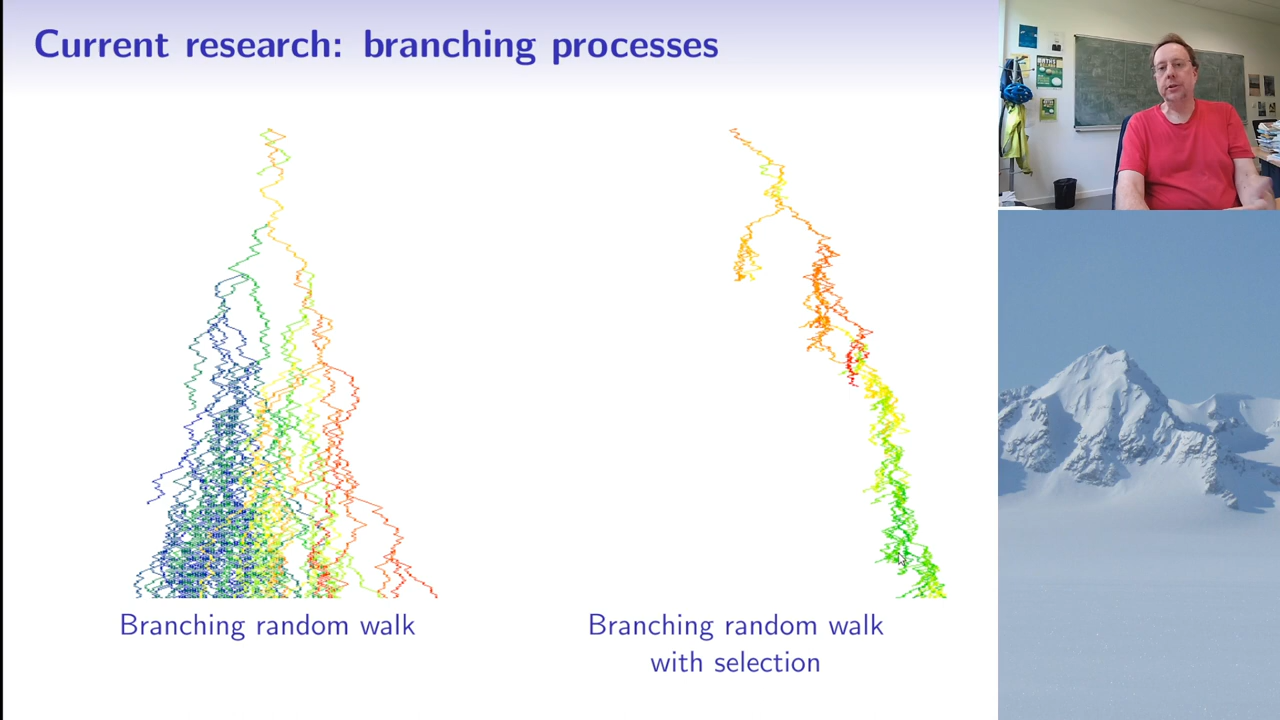 Current research: branching processes
Branching random walk
Branching random walk
with selection